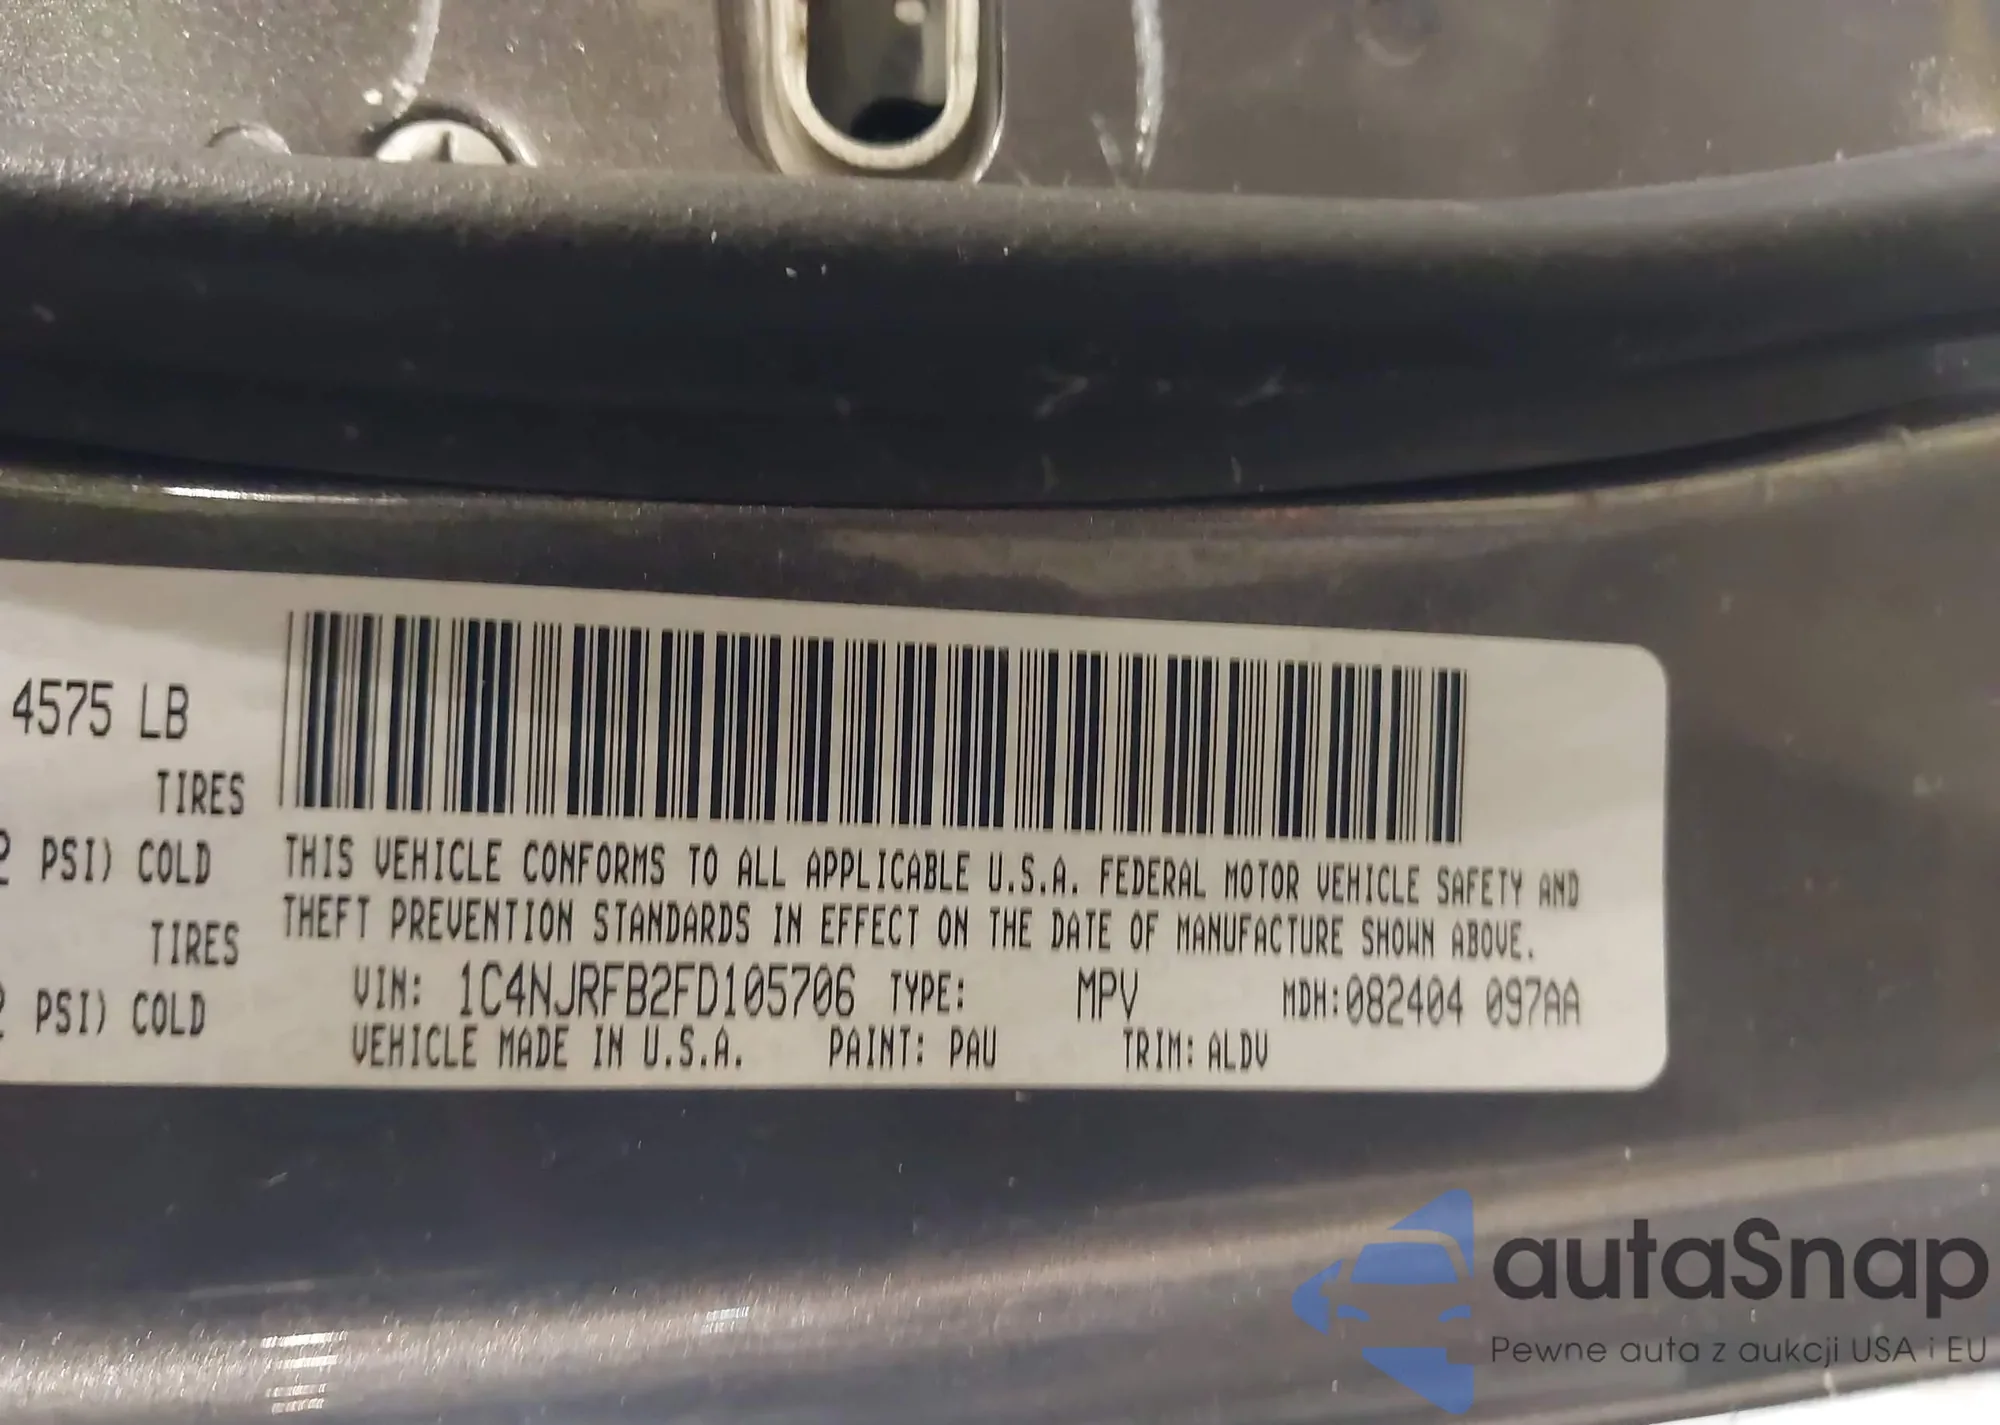 4575 LB
TIRES
PSI) COLD
TIRES
PSI) COLD
THIS VEHICLE CONFORMS TO ALL APPLICABLE U.S.A. FEDERAL MOTOR VEHICLE SAFETY AND
THEFT PREVENTION STANDARDS IN EFFECT ON THE DATE OF MANUFACTURE SHOWN ABOVE.
VIN: 1C4NJRFB2FD105706 TYPE: MPV MDH:082404 097AA
VEHICLE MADE IN U.S.A. PAINT: PAU TRIM: ALDV
autaSnap
Pewne auta z aukcji USA i EU